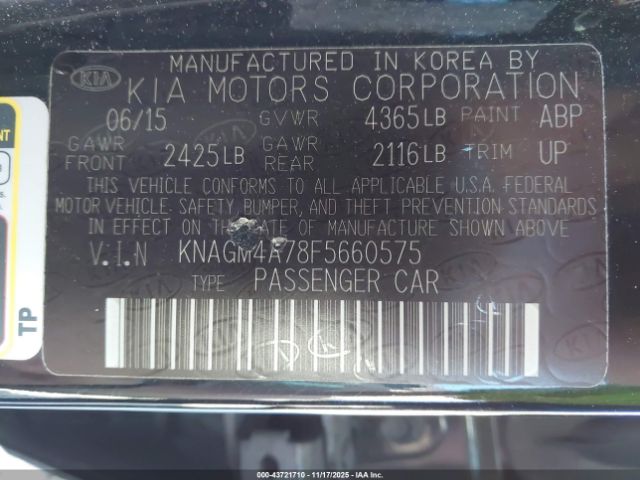 MANUFACTURED IN KOREA BY
KIA KIA MOTORS CORPORATION
06/15 GVWR 4365LB PAINT ABP
GAWR FRONT 2425LB GAWR REAR 2116LB TRIM UP
THIS VEHICLE CONFORMS TO ALL APPLICABLE U.S.A. FEDERAL
MOTOR VEHICLE SAFETY, BUMPER, AND THEFT PREVENTION STANDARDS
IN EFFECT ON THE DATE OF MANUFACTURE SHOWN ABOVE
V.I.N KNAGM4A78F5660575
TYPE PASSENGER CAR
TP
000-43721710 - 11/17/2025 - IAAI.com